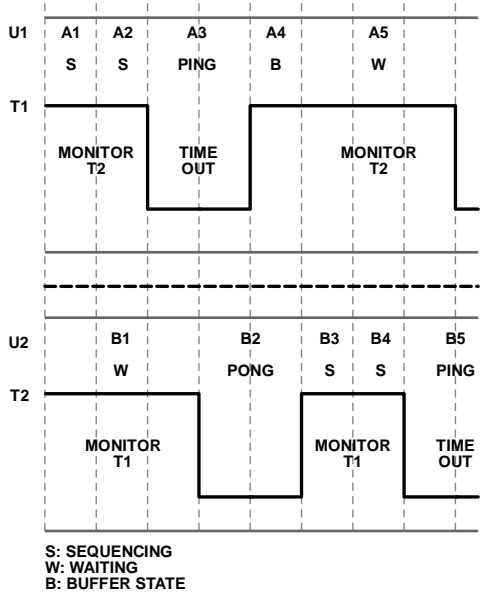 U1 A1 A2 A3 A4 A5
S S PING B W
T1
MONITOR TIME MONITOR
T2 OUT T2
U2 B1 B2 B3 B4 B5
W PONG S S PING
T2
MONITOR MONITOR TIME
T1 T1 OUT
S: SEQUENCING
W: WAITING
B: BUFFER STATE